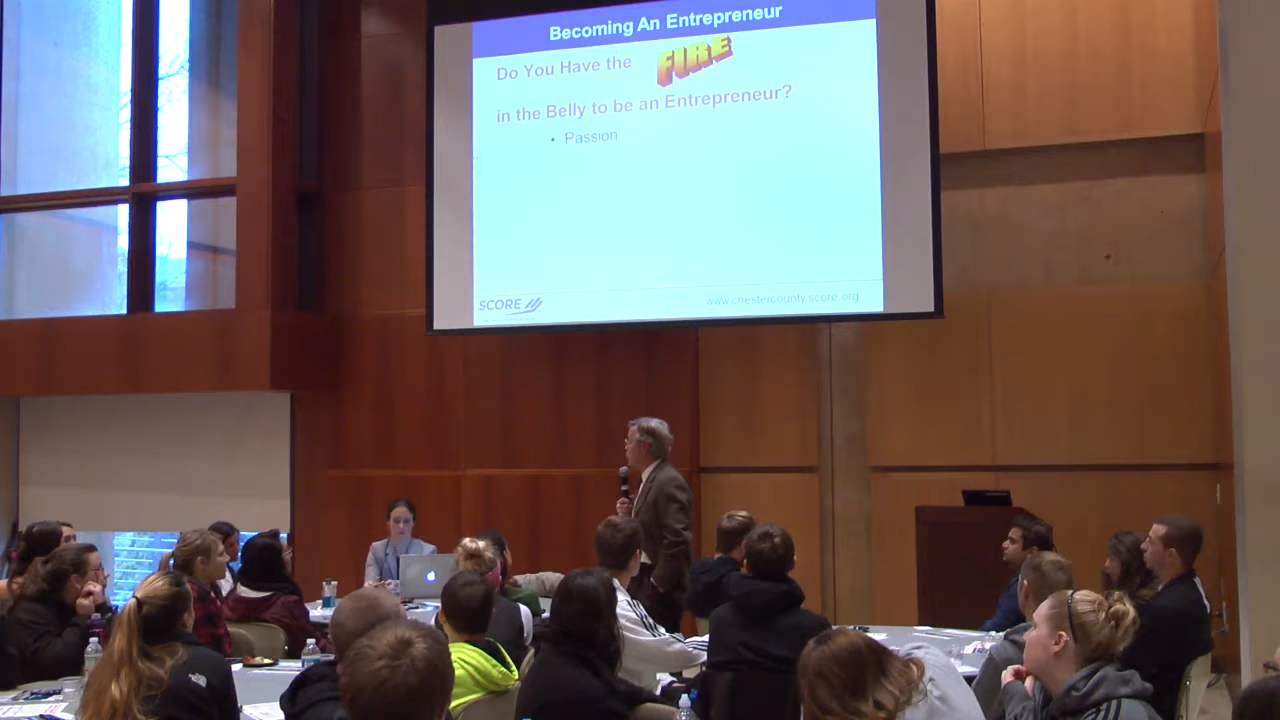 Becoming An Entrepreneur
Do You Have the FIRE
in the Belly to be an Entrepreneur?
• Passion
SCORE
www.chestercounty.score.org